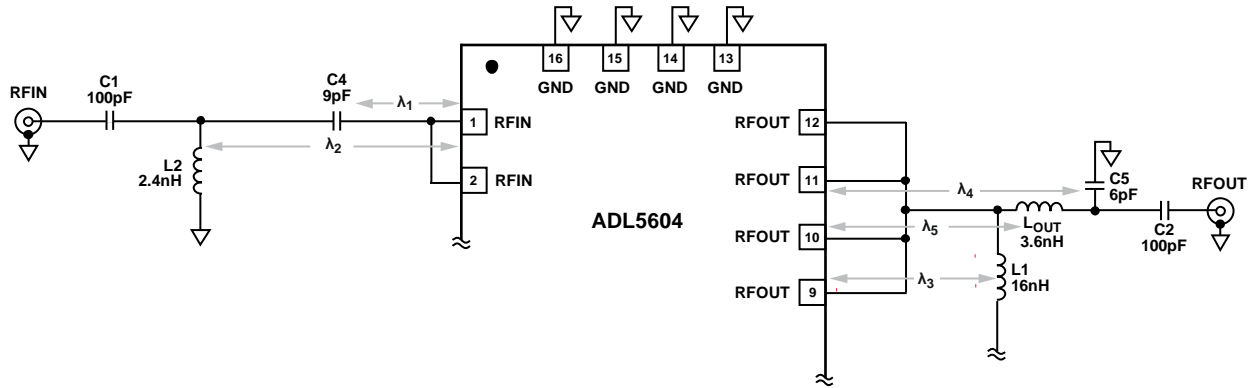 16
15
14
13
GND
GND
GND
GND
RFIN
C1
100pF
C4
9pF
λ1
1
RFIN
λ2
L2
2.4nH
2
RFIN
ADL5604
RFOUT
12
RFOUT
11
RFOUT
10
RFOUT
9
λ4
λ5
λ3
LOUT
3.6nH
L1
16nH
C5
6pF
C2
100pF
RFOUT